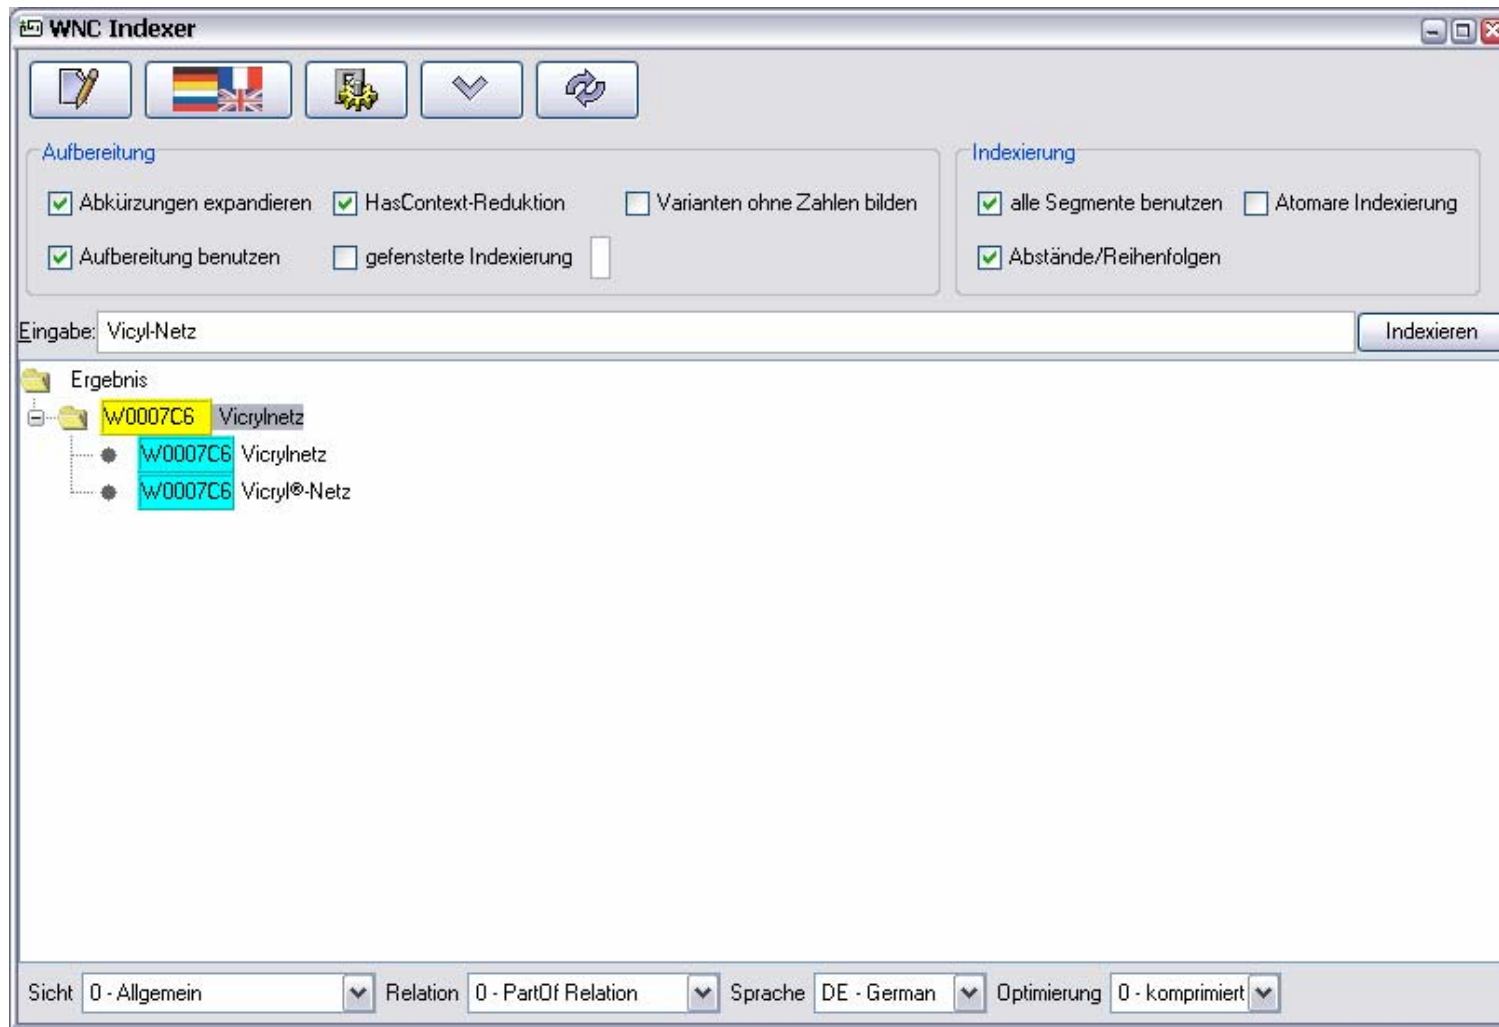 WNC Indexer
Aufbereitung
Indexierung
Abkürzungen expandieren HasContext-Reduktion Varianten ohne Zahlen bilden alle Segmente benutzen Atomare Indexierung
Aufbereitung benutzen gefensterte Indexierung Abstände/Reihenfolgen
Eingabe: Vicyl-Netz Indexieren
Ergebnis
W0007C6 Vicrylnetz
W0007C6 Vicrylnetz
W0007C6 Vicryl®-Netz
Sicht 0 - Allgemein Relation 0 - PartOf Relation Sprache DE - German Optimierung 0 - komprimiert